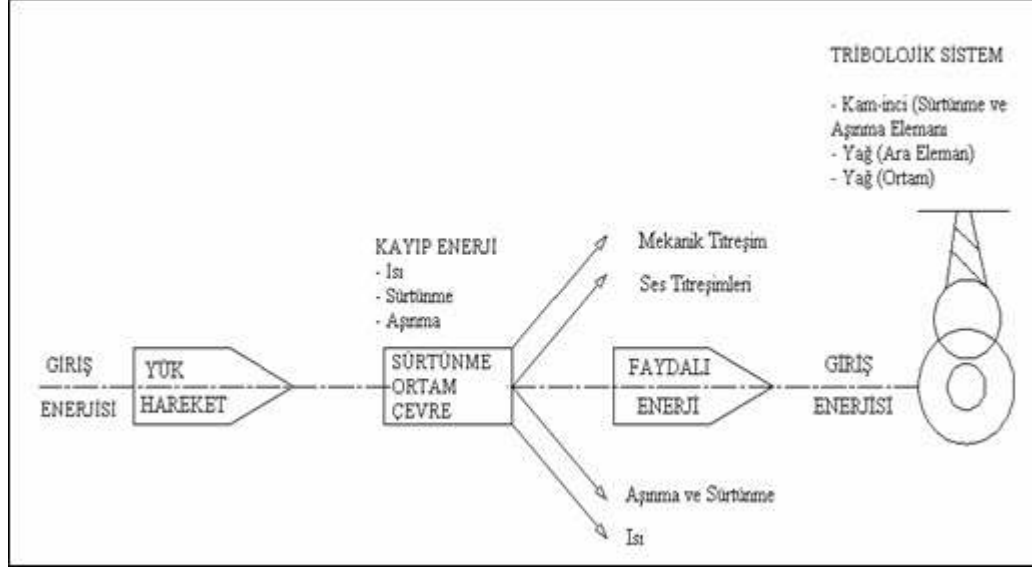 TRİBOLOJİK SİSTEM
- Kam-inci (Sürtünme ve
Aşınma Elemanı
- Yağ (Ara Eleman)
- Yağ (Ortam)
KAYIP ENERJİ
- Isı
- Sürtünme
- Aşınma
Mekanik Titreşim
Ses Titreşimleri
GİRİŞ
ENERJİSİ
YÜK
HAREKET
SÜRTÜNME
ORTAM
ÇEVRE
FAYDALI
ENERJİ
GİRİŞ
ENERJİSİ
Aşınma ve Sürtünme
Isı